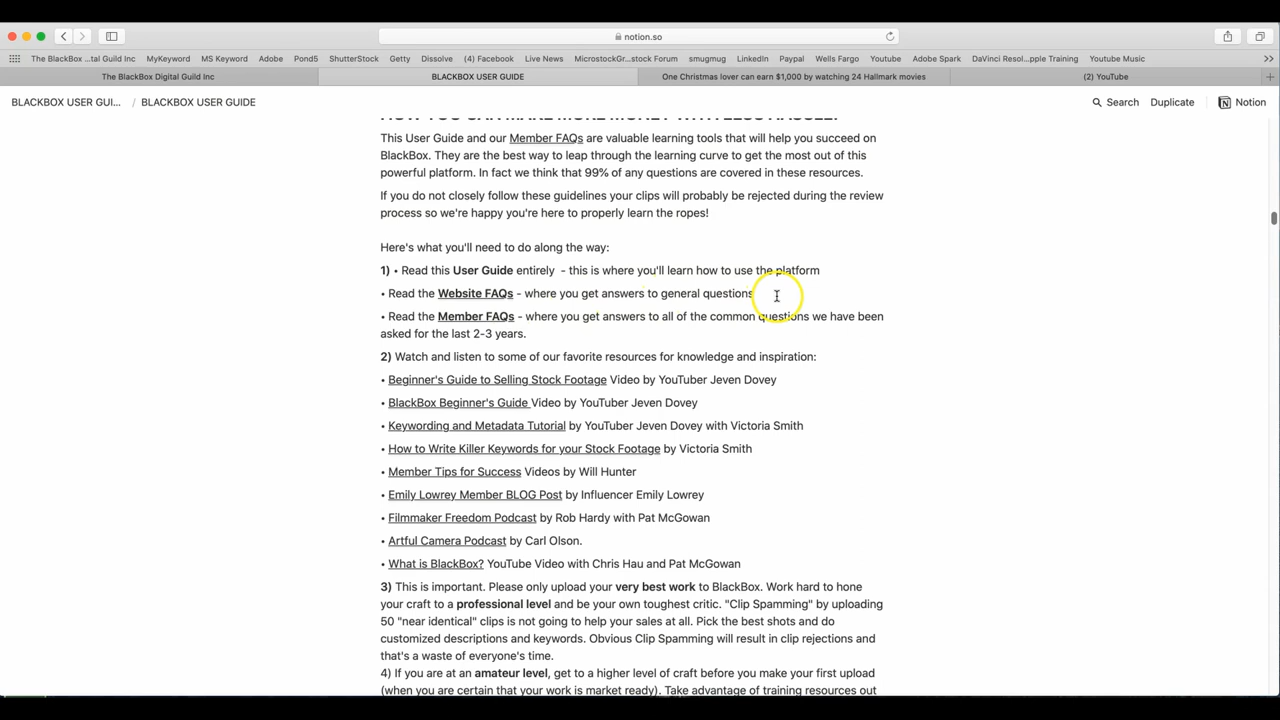 notion.so
The BlackBox ...tal Guild Inc MyKeyword MS Keyword Adobe Pond5 ShutterStock Getty Dissolve (4) Facebook Live News MicrostockGr...stock Forum smugmug LinkedIn Paypal Wells Fargo Youtube Adobe Spark DaVinci Resol...pple Training Youtube Music
The BlackBox Digital Guild Inc BLACKBOX USER GUIDE One Christmas lover can earn $1,000 by watching 24 Hallmark movies (2) YouTube
BLACKBOX USER GUI... / BLACKBOX USER GUIDE Search Duplicate Notion
HOW YOU CAN MAKE MORE MONEY WITH LESS HASSLE!
This User Guide and our Member FAQs are valuable learning tools that will help you succeed on
BlackBox. They are the best way to leap through the learning curve to get the most out of this
powerful platform. In fact we think that 99% of any questions are covered in these resources.
If you do not closely follow these guidelines your clips will probably be rejected during the review
process so we're happy you're here to properly learn the ropes!
Here's what you'll need to do along the way:
1) • Read this User Guide entirely - this is where you'll learn how to use the platform
• Read the Website FAQs - where you get answers to general questions
• Read the Member FAQs - where you get answers to all of the common questions we have been
asked for the last 2-3 years.
2) Watch and listen to some of our favorite resources for knowledge and inspiration:
• Beginner's Guide to Selling Stock Footage Video by YouTuber Jeven Dovey
• BlackBox Beginner's Guide Video by YouTuber Jeven Dovey
• Keywording and Metadata Tutorial by YouTuber Jeven Dovey with Victoria Smith
• How to Write Killer Keywords for your Stock Footage by Victoria Smith
• Member Tips for Success Videos by Will Hunter
• Emily Lowrey Member BLOG Post by Influencer Emily Lowrey
• Filmmaker Freedom Podcast by Rob Hardy with Pat McGowan
• Artful Camera Podcast by Carl Olson.
• What is BlackBox? YouTube Video with Chris Hau and Pat McGowan
3) This is important. Please only upload your very best work to BlackBox. Work hard to hone
your craft to a professional level and be your own toughest critic. "Clip Spamming" by uploading
50 "near identical" clips is not going to help your sales at all. Pick the best shots and do
customized descriptions and keywords. Obvious Clip Spamming will result in clip rejections and
that's a waste of everyone's time.
4) If you are at an amateur level, get to a higher level of craft before you make your first upload
(when you are certain that your work is market ready). Take advantage of training resources out